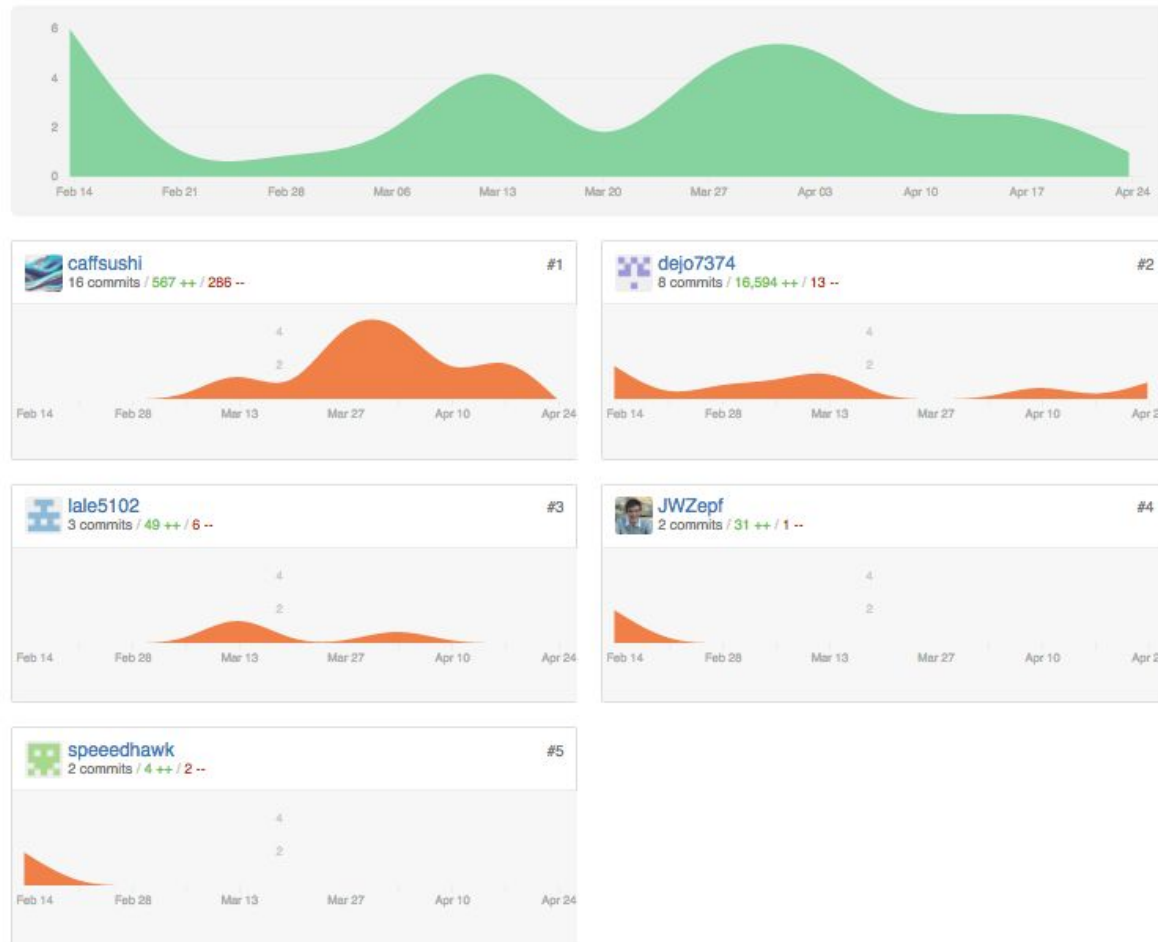 6
4
2
0
Feb 14 Feb 21 Feb 28 Mar 06 Mar 13 Mar 20 Mar 27 Apr 03 Apr 10 Apr 17 Apr 24
caffsushi #1
16 commits / 567 ++ / 286 --
4
2
Feb 14 Feb 28 Mar 13 Mar 27 Apr 10 Apr 24
dejo7374 #2
8 commits / 16,594 ++ / 13 --
4
2
Feb 14 Feb 28 Mar 13 Mar 27 Apr 10 Apr 2
lale5102 #3
3 commits / 49 ++ / 6 --
4
2
Feb 14 Feb 28 Mar 13 Mar 27 Apr 10 Apr 24
JWZepf #4
2 commits / 31 ++ / 1 --
4
2
Feb 14 Feb 28 Mar 13 Mar 27 Apr 10 Apr 2
speeedhawk #5
2 commits / 4 ++ / 2 --
4
2
Feb 14 Feb 28 Mar 13 Mar 27 Apr 10 Apr 24